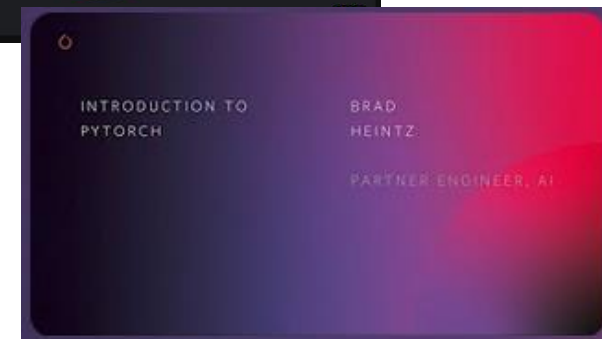 INTRODUCTION TO
PYTORCH
BRAD
HEINTZ
PARTNER ENGINEER, AI